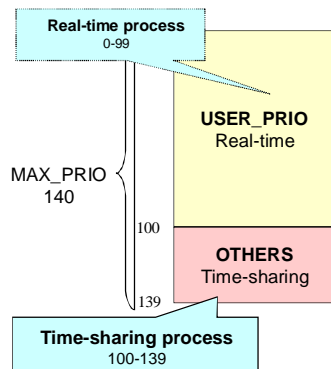 Real-time process
0-99
USER_PRIO
Real-time
MAX_PRIO
140
100
OTHERS
Time-sharing
139
Time-sharing process
100-139